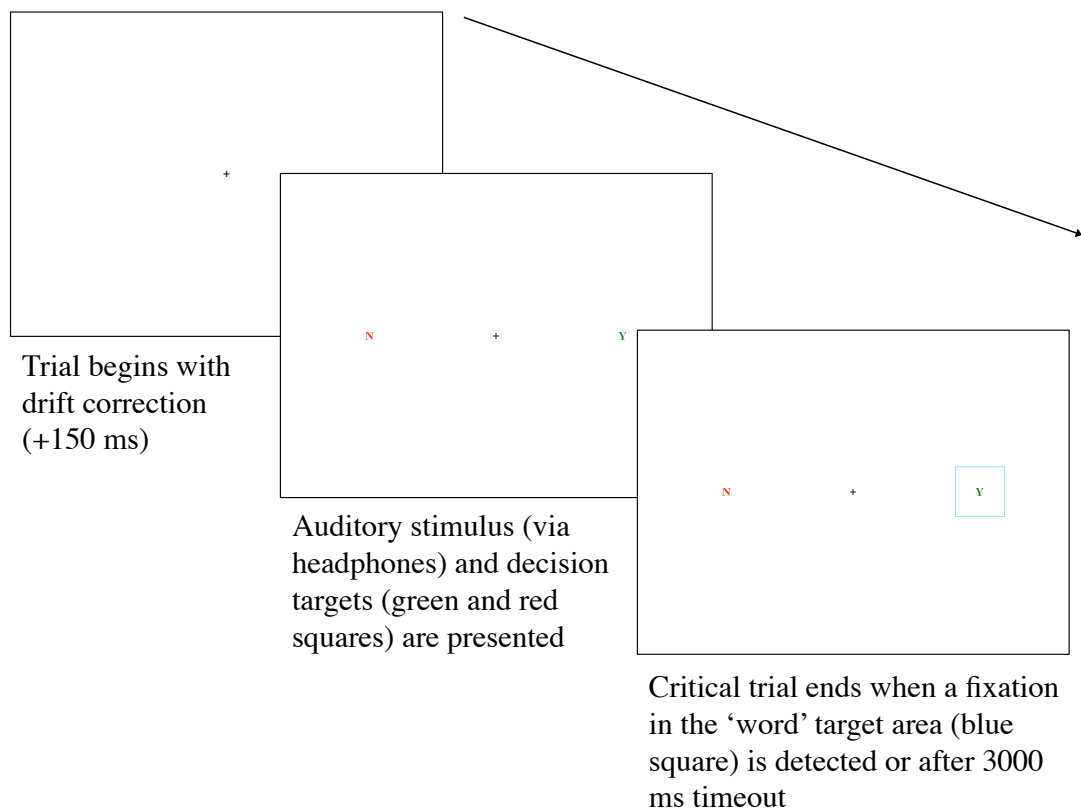 +
Trial begins with
drift correction
(+150 ms)
N + Y
Auditory stimulus (via
headphones) and decision
targets (green and red
squares) are presented
N + Y
Critical trial ends when a fixation
in the ‘word’ target area (blue
square) is detected or after 3000
ms timeout